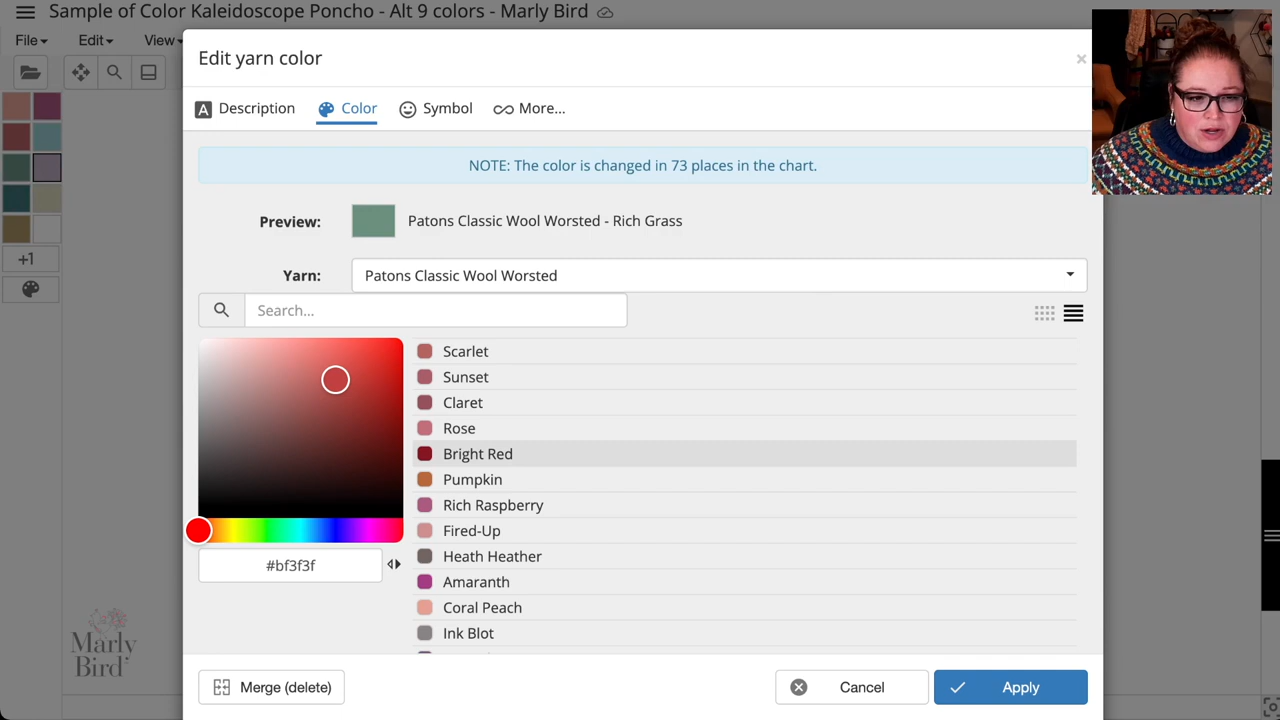 Sample of Color Kaleidoscope Poncho - Alt 9 colors - Marly Bird
File Edit View
Edit yarn color ×
Description Color Symbol More...
NOTE: The color is changed in 73 places in the chart.
Preview: Patons Classic Wool Worsted - Rich Grass
Yarn: Patons Classic Wool Worsted
Search...
+1
Scarlet
Sunset
Claret
Rose
Bright Red
Pumpkin
Rich Raspberry
Fired-Up
Heath Heather
#bf3f3f
Amaranth
Coral Peach
Ink Blot
Marly
Bird
Merge (delete) Cancel Apply